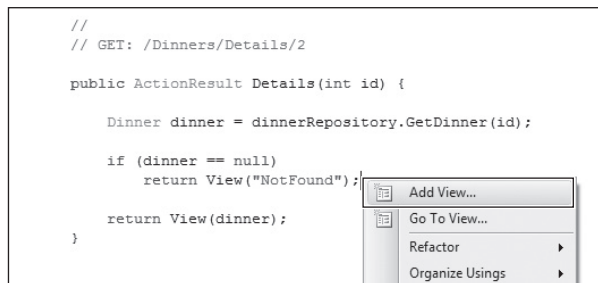 //
// GET: /Dinners/Details/2
public ActionResult Details(int id) {
Dinner dinner = dinnerRepository.GetDinner(id);
if (dinner == null)
return View("NotFound");
return View(dinner);
}
Add View...
Go To View...
Refactor
Organize Usings